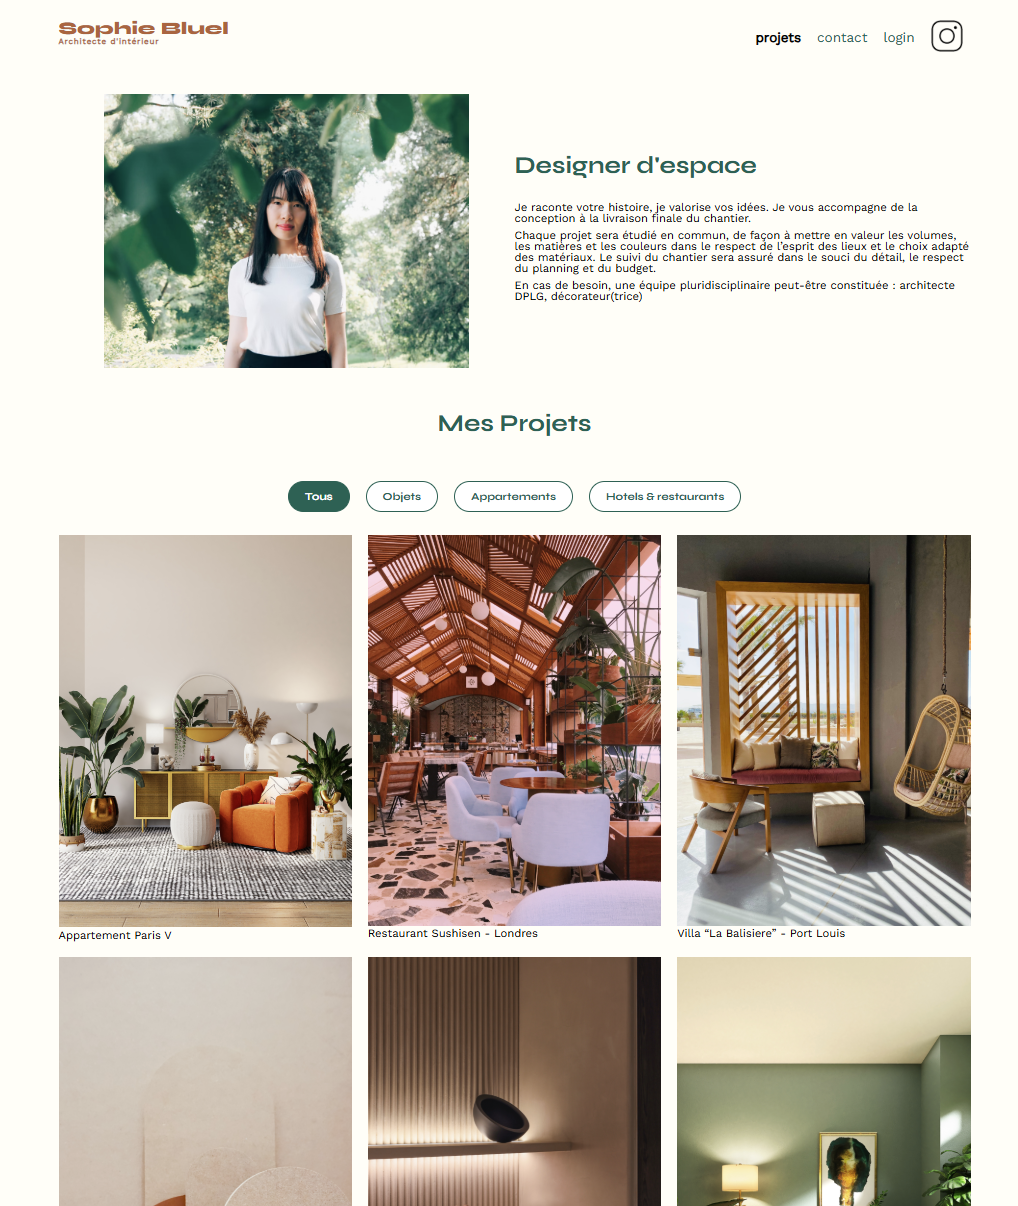 Sophie Bluel
Architecte d'intérieur
projets
contact
login
Designer d'espace
Je raconte votre histoire, je valorise vos idées. Je vous accompagne de la
conception à la livraison finale du chantier.
Chaque projet sera étudié en commun, de façon à mettre en valeur les volumes,
les matières et les couleurs dans le respect de l’esprit des lieux et le choix adapté
des matériaux. Le suivi du chantier sera assuré dans le souci du détail, le respect
du planning et du budget.
En cas de besoin, une équipe pluridisciplinaire peut-être constituée : architecte
DPLG, décorateur(trice)
Mes Projets
Tous
Objets
Appartements
Hotels & restaurants
Appartement Paris V
Restaurant Sushisen - Londres
Villa “La Balisiere” - Port Louis